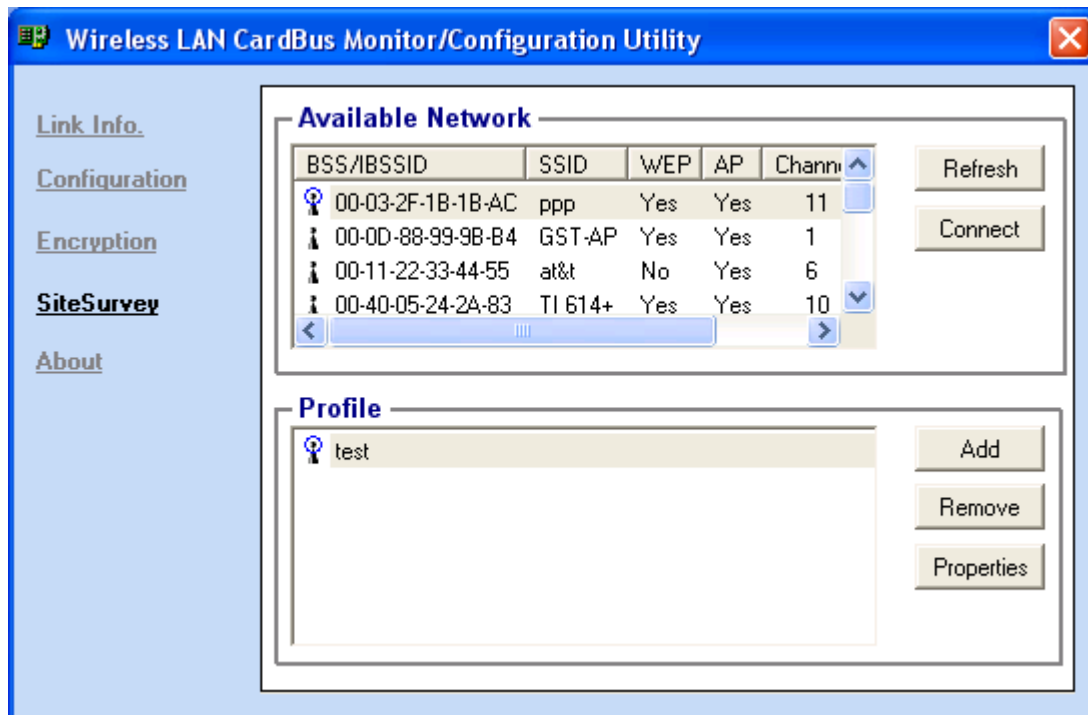 Wireless LAN CardBus Monitor/Configuration Utility
Link Info.
Configuration
Encryption
SiteSurvey
About
Available Network
BSS/IBSSID SSID WEP AP Chann
00-03-2F-1B-1B-AC ppp Yes Yes 11
00-0D-88-99-9B-B4 GST-AP Yes Yes 1
00-11-22-33-44-55 at&t No Yes 6
00-40-05-24-2A-83 TI 614+ Yes Yes 10
Refresh
Connect
Profile
test
Add
Remove
Properties